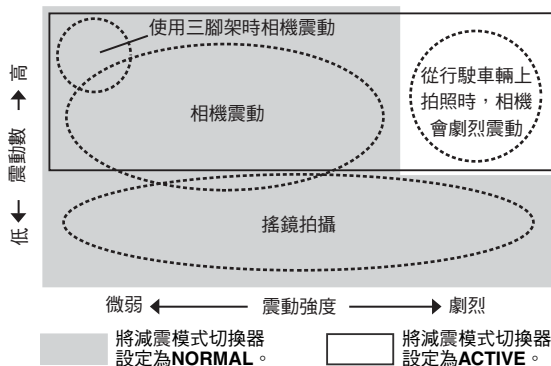 使用三腳架時相機震動
相機震動
從行駛車輛上
拍照時，相機
會劇烈震動
搖鏡拍攝
高
震動數
低
微弱 震動強度 劇烈
將減震模式切換器
設定為NORMAL。
將減震模式切換器
設定為ACTIVE。